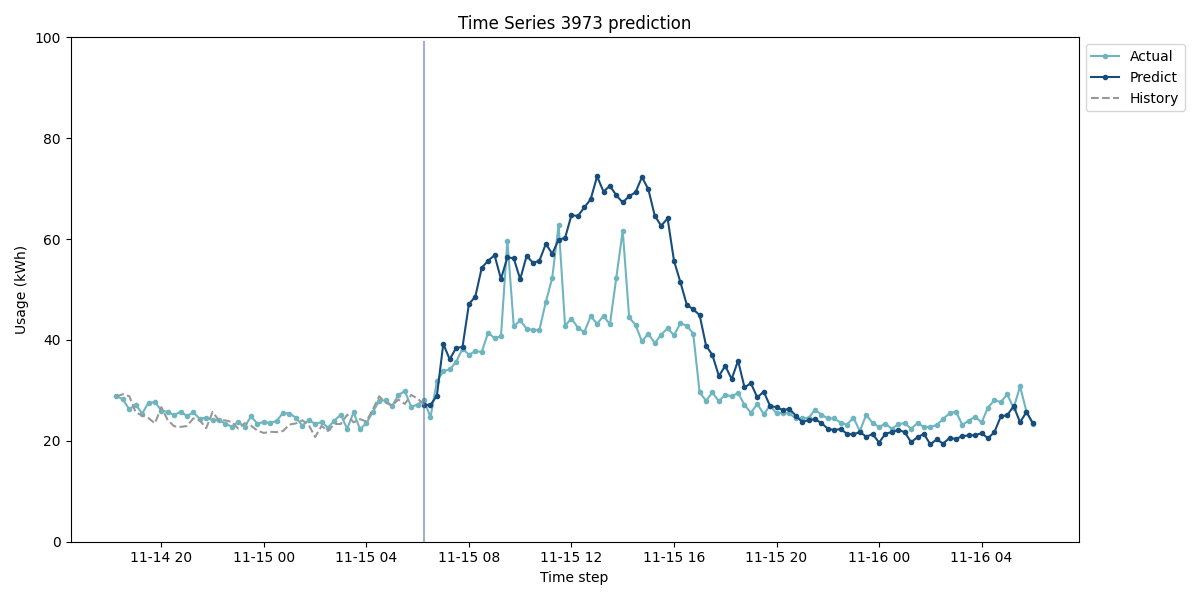 Time Series 3973 prediction
100
80
60
40
20
0
Usage (kWh)
11-14 20
11-15 00
11-15 04
11-15 08
11-15 12
11-15 16
11-15 20
11-16 00
11-16 04
Time step
Actual
Predict
History